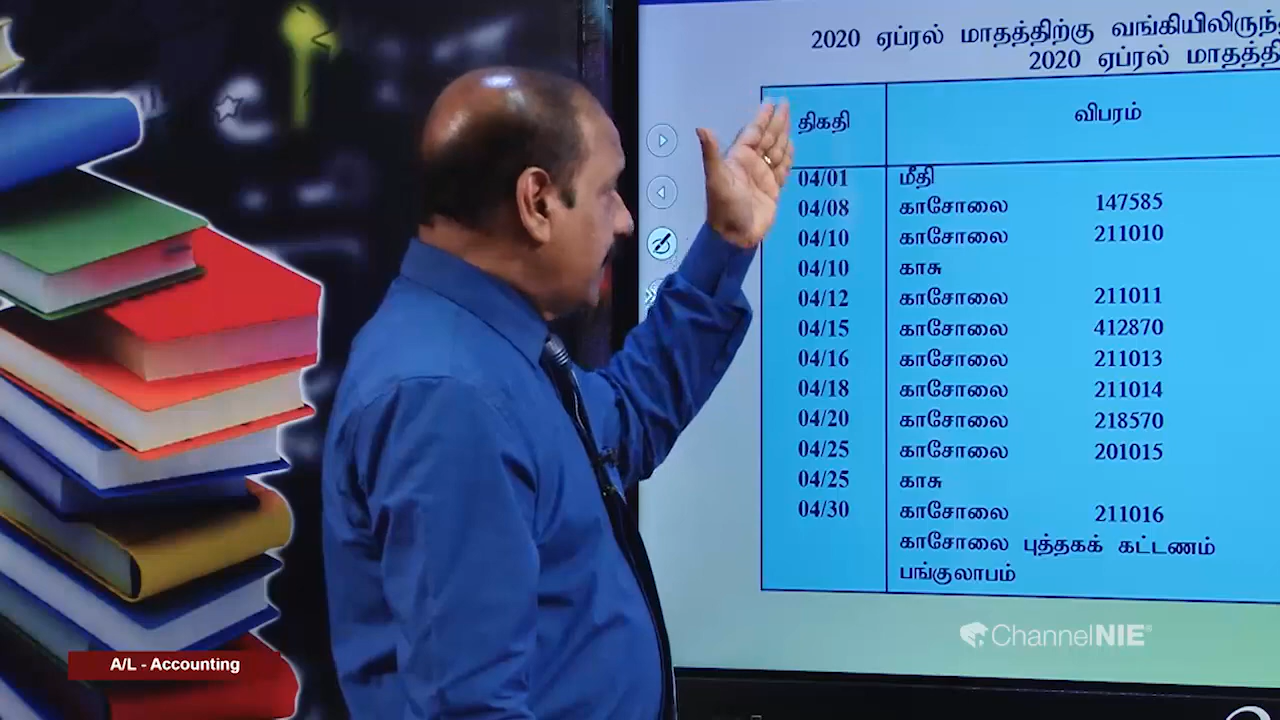 2020 ஏப்ரல் மாதத்திற்கு வங்கியிலிருந்
2020 ஏப்ரல் மாதத்தி
திகதி விபரம்
04/01 மீதி
04/08 காசோலை 147585
04/10 காசோலை 211010
04/10 காசு
04/12 காசோலை 211011
04/15 காசோலை 412870
04/16 காசோலை 211013
04/18 காசோலை 211014
04/20 காசோலை 218570
04/25 காசோலை 201015
04/25 காசு
04/30 காசோலை 211016
காசோலை புத்தகக் கட்டணம்
பங்குலாபம்
ChannelNIE
A/L - Accounting